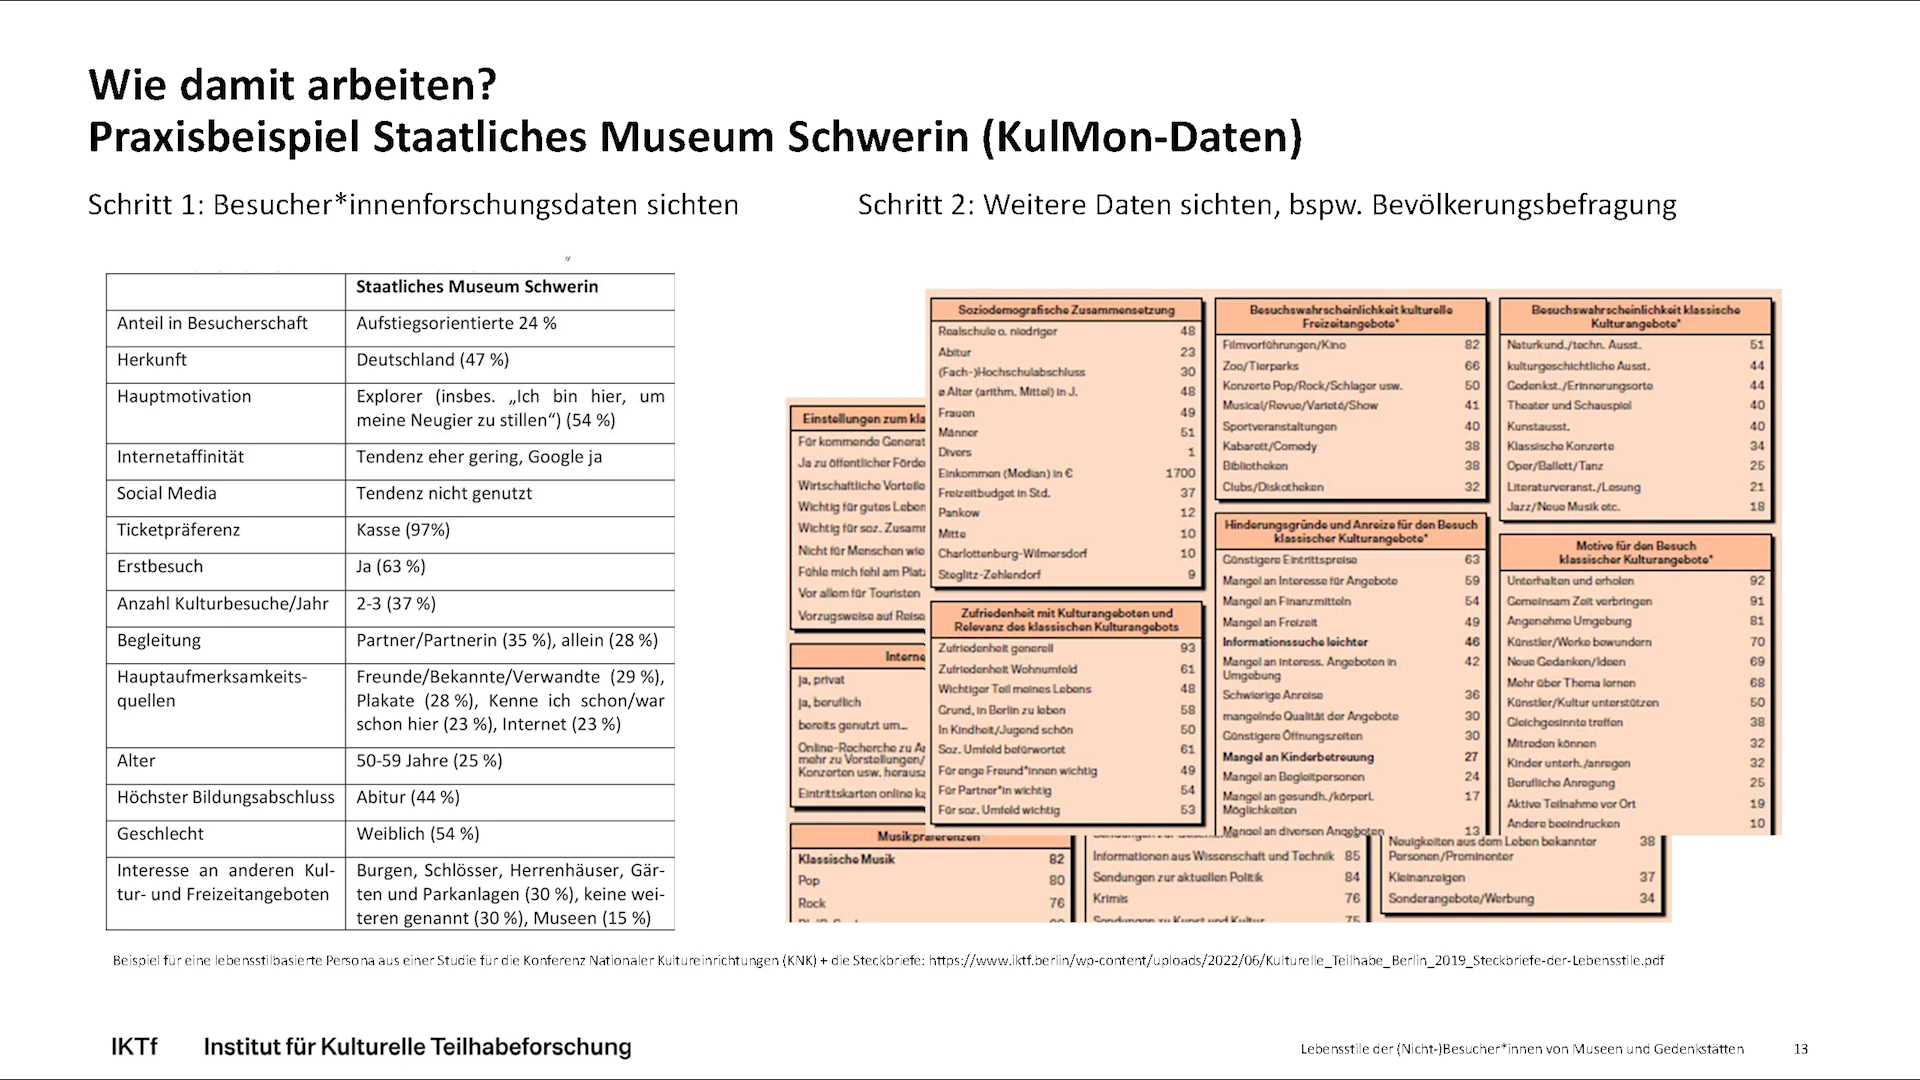 Wie damit arbeiten?
Praxisbeispiel Staatliches Museum Schwerin (KulMon-Daten)
Schritt 1: Besucher*innenforschungsdaten sichten
Staatliches Museum Schwerin
Anteil in Besucherschaft Aufstiegsorientierte 24 %
Herkunft Deutschland (47 %)
Hauptmotivation Explorer (insbes. „Ich bin hier, um
meine Neugier zu stillen“) (54 %)
Internetaffinität Tendenz eher gering, Google ja
Social Media Tendenz nicht genutzt
Ticketpräferenz Kasse (97%)
Erstbesuch Ja (63 %)
Anzahl Kulturbesuche/Jahr 2-3 (37 %)
Begleitung Partner/Partnerin (35 %), allein (28 %)
Hauptaufmerksamkeits- Freunde/Bekannte/Verwandte (29 %),
quellen Plakate (28 %), Kenne ich schon/war
schon hier (23 %), Internet (23 %)
Alter 50-59 Jahre (25 %)
Höchster Bildungsabschluss Abitur (44 %)
Geschlecht Weiblich (54 %)
Interesse an anderen Kul- Burgen, Schlösser, Herrenhäuser, Gär-
tur- und Freizeitangeboten ten und Parkanlagen (30 %), keine wei-
teren genannt (30 %), Museen (15 %)
Schritt 2: Weitere Daten sichten, bspw. Bevölkerungsbefragung
Einstellungen zum
Für kommende
Ja zu öffentlicher
Wirtschaftliche Vorteile
Wichtig für gutes
Wichtig für soz.
Nicht für Menschen wie
Fühle mich fehl am
Vor allem für Touristen
Vorzugsweise auf
Ja, privat
Ja, beruflich
bereits genutzt um...
Online-Recherche zu
mehr zu Vorstellungen/
Konzerten usw.
Eintrittskarten online
Musikpräferenzen
Klassische Musik 82
Pop 80
Rock 76
Soziodemografische Zusammensetzung
Realschule o. niedriger 48
Abitur 23
(Fach-)Hochschulabschluss 30
ø Alter (arithm. Mittel) in J. 48
Frauen 49
Männer 51
Divers 1
Einkommen (Median) in € 1700
Freizeitbudget in Std. 37
Pankow 12
Mitte 10
Charlottenburg-Wilmersdorf 10
Steglitz-Zehlendorf 9
Zufriedenheit mit Kulturangeboten und
Relevanz des klassischen Kulturangebots
Zufriedenheit generell 93
Zufriedenheit Wohnumfeld 61
Wichtiger Teil meines Lebens 48
Grund, in Berlin zu leben 58
In Kindheit/Jugend schön 50
Soz. Umfeld befürwortet 61
Für enge Freund*innen wichtig 49
Für Partner*in wichtig 54
Für soz. Umfeld wichtig 53
Besuchswahrscheinlichkeit kulturelle
Freizeitangebote*
Filmvorführungen/Kino 82
Zoo/Tierparks 66
Konzerte Pop/Rock/Schlager usw. 50
Musical/Revue/Varieté/Show 41
Sportveranstaltungen 40
Kabarett/Comedy 38
Bibliotheken 38
Clubs/Diskotheken 32
Hinderungsgründe und Anreize für den Besuch
klassischer Kulturangebote*
Günstigere Eintrittspreise 63
Mangel an Interesse für Angebote 59
Mangel an Finanzmitteln 54
Mangel an Freizeit 49
Informationssuche leichter 46
Mangel an interess. Angeboten in 42
Umgebung
Schwierige Anreise 36
mangelnde Qualität der Angebote 30
Günstigere Öffnungszeiten 30
Mangel an Kinderbetreuung 27
Mangel an Begleitpersonen 24
Mangel an gesundh./körperl. 17
Möglichkeiten
Mangel an diversen Angeboten 13
Informationen aus Wissenschaft und Technik 85
Sendungen zur aktuellen Politik 84
Krimis 76
Sendungen zu Kunst und Kultur 75
Besuchswahrscheinlichkeit klassische
Kulturangebote*
Naturkund./techn. Ausst. 51
kulturgeschichtliche Ausst. 44
Gedenkst./Erinnerungsorte 44
Theater und Schauspiel 40
Kunstausst. 40
Klassische Konzerte 34
Oper/Ballett/Tanz 25
Literaturveranst./Lesung 21
Jazz/Neue Musik etc. 18
Motive für den Besuch
klassischer Kulturangebote*
Unterhalten und erholen 92
Gemeinsam Zeit verbringen 91
Angenehme Umgebung 81
Künstler/Werke bewundern 70
Neue Gedanken/Ideen 69
Mehr über Thema lernen 68
Künstler/Kultur unterstützen 50
Gleichgesinnte treffen 38
Mitreden können 32
Kinder unterh./anregen 32
Berufliche Anregung 25
Aktive Teilnahme vor Ort 19
Andere beeindrucken 10
Neuigkeiten aus dem Leben bekannter 38
Personen/Prominenter
Kleinanzeigen 37
Sonderangebote/Werbung 34
Beispiel für eine lebensstilbasierte Persona aus einer Studie für die Konferenz Nationaler Kultureinrichtungen (KNK) + die Steckbriefe: https://www.iktf.berlin/wp-content/uploads/2022/06/Kulturelle_Teilhabe_Berlin_2019_Steckbriefe-der-Lebensstile.pdf
IKTf Institut für Kulturelle Teilhabeforschung
Lebensstile der (Nicht-)Besucher*innen von Museen und Gedenkstätten 13